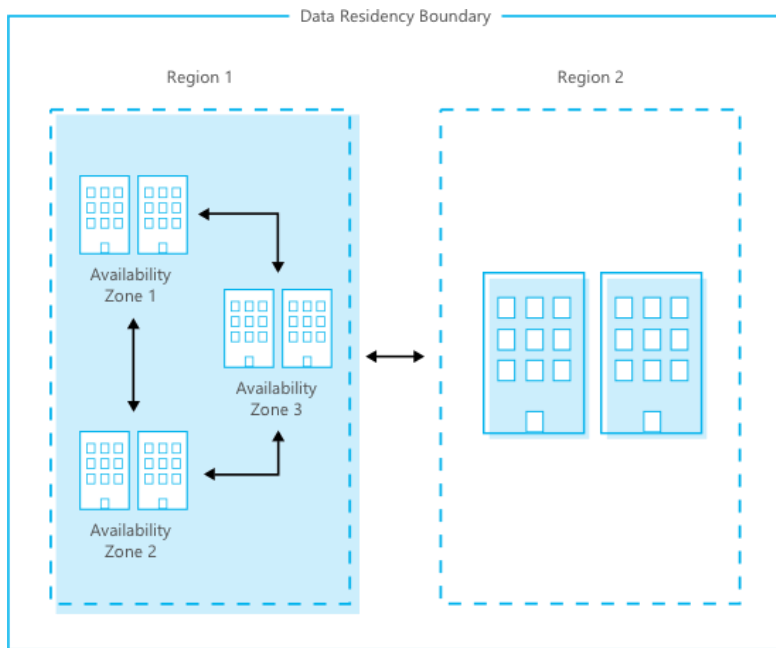 Data Residency Boundary
Region 1
Region 2
Availability
Zone 1
Availability
Zone 3
Availability
Zone 2